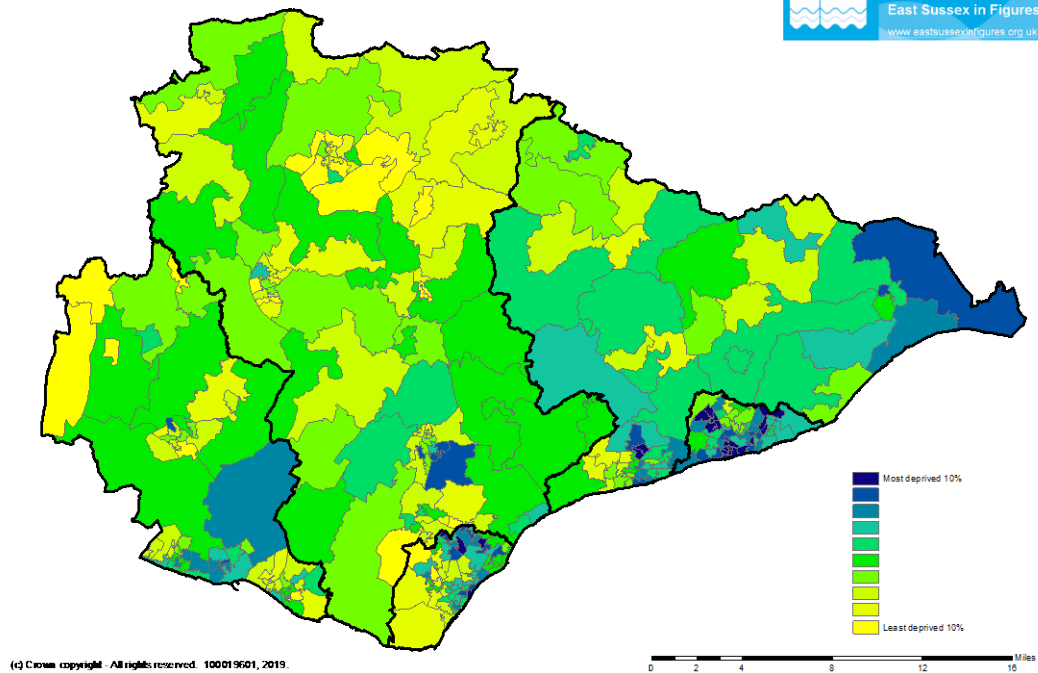 East Sussex in Figures
www.eastsussexinfigures.org.uk
Most deprived 10%
Least deprived 10%
(c) Crown copyright - All rights reserved. 100019601, 2019.
Miles
0 2 4 8 12 16